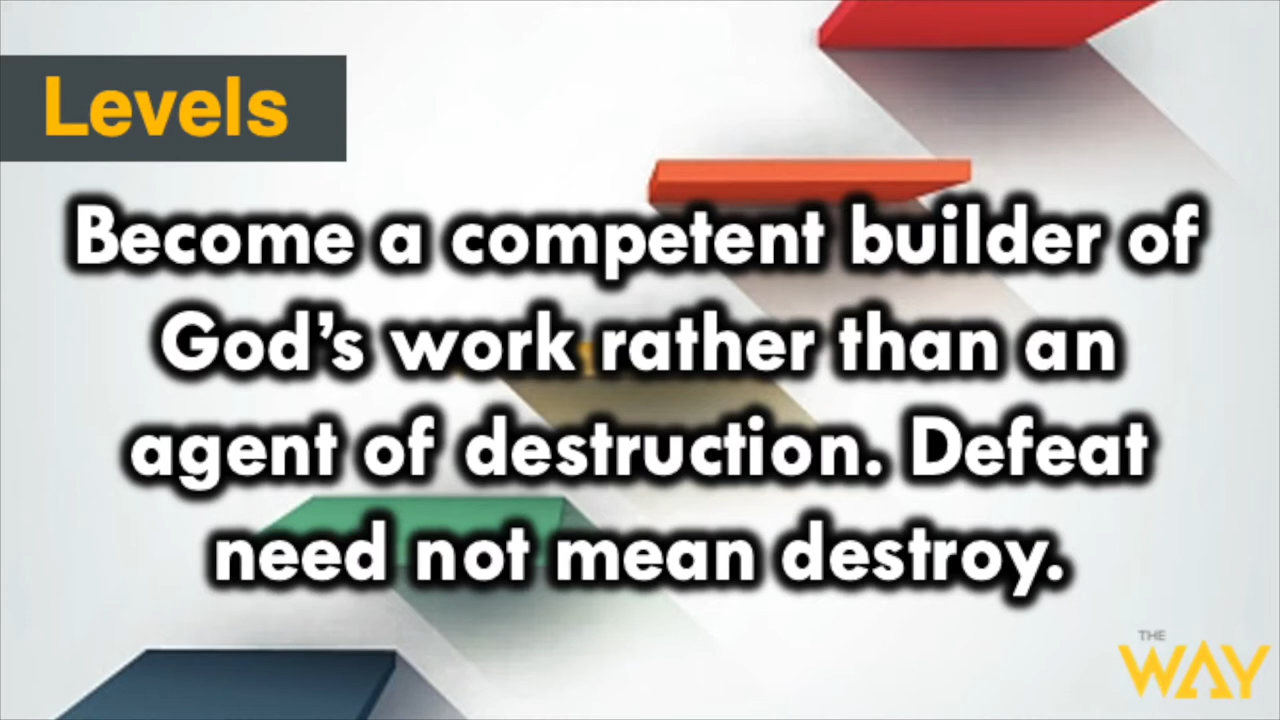 Levels
Become a competent builder of
God’s work rather than an
agent of destruction. Defeat
need not mean destroy.
THE
WAY